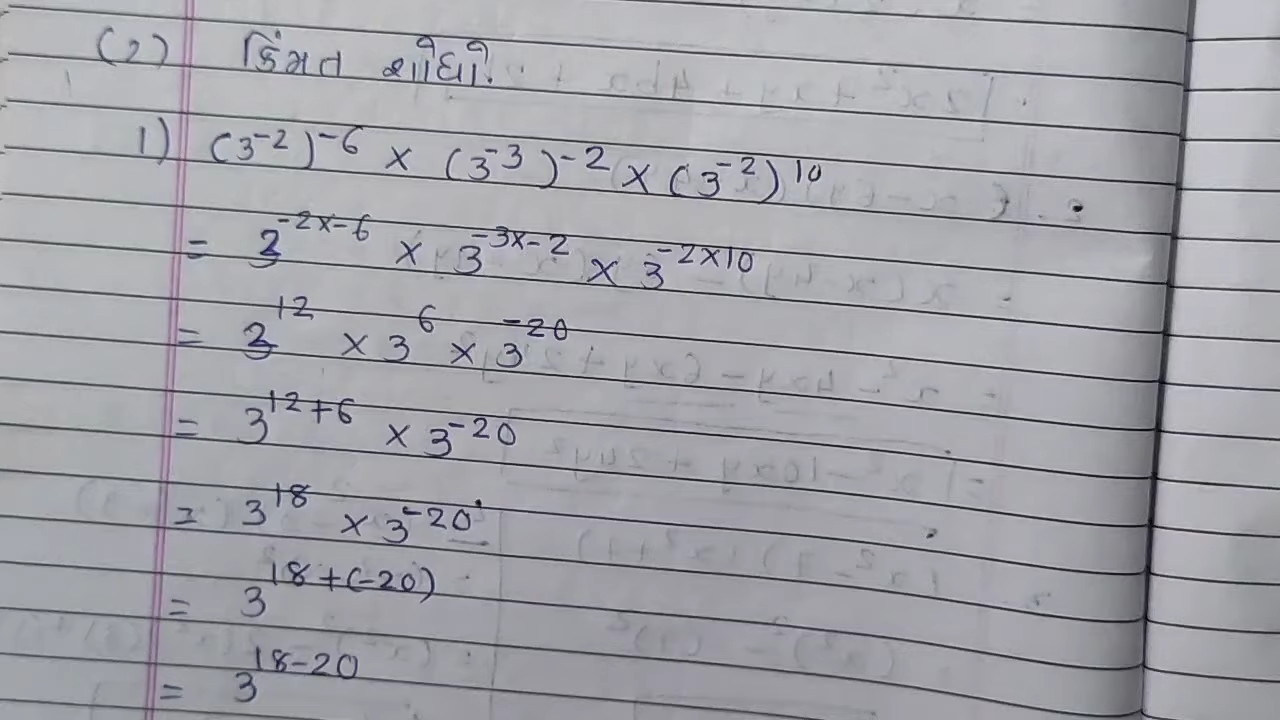 (2) किंमत शोधा.
1) (3⁻²)⁻⁶ × (3⁻³)⁻² × (3⁻²)¹⁰
= 3⁻²ˣ⁻⁶ × 3⁻³ˣ⁻² × 3⁻²ˣ¹⁰
= 3¹² × 3⁶ × 3⁻²⁰
= 3¹²⁺⁶ × 3⁻²⁰
= 3¹⁸ × 3⁻²⁰
= 3¹⁸⁺⁽⁻²⁰⁾
= 3¹⁸⁻²⁰